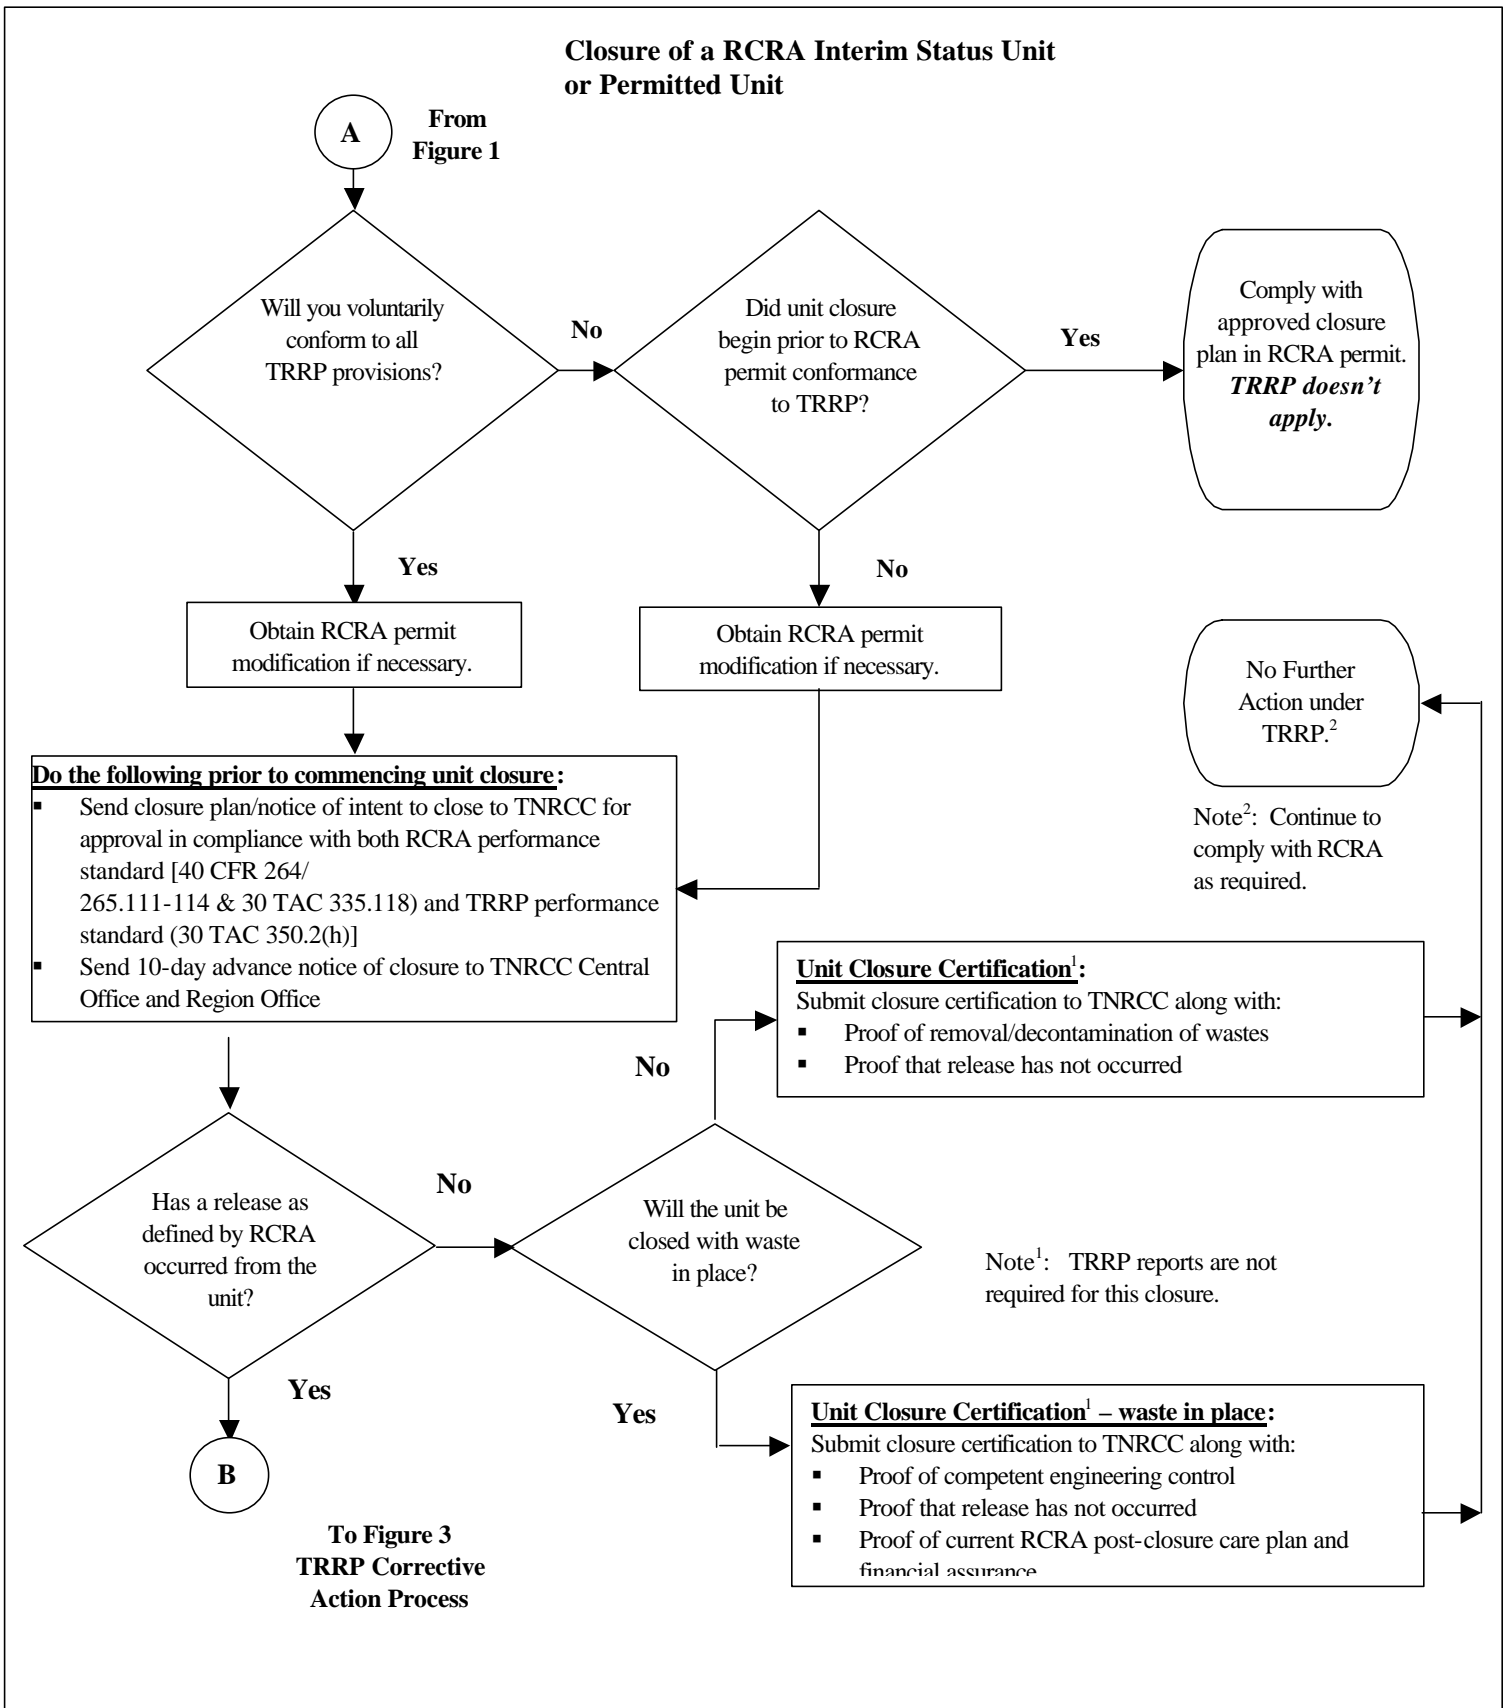 Closure of a RCRA Interim Status Unit
or Permitted Unit
A
From
Figure 1
Will you voluntarily
conform to all
TRRP provisions?
No
Did unit closure
begin prior to RCRA
permit conformance
to TRRP?
Yes
Comply with
approved closure
plan in RCRA permit.
TRRP doesn't
apply.
Yes
No
Obtain RCRA permit
modification if necessary.
Obtain RCRA permit
modification if necessary.
No Further
Action under
TRRP.²
Note²: Continue to
comply with RCRA
as required.
Do the following prior to commencing unit closure:
▪ Send closure plan/notice of intent to close to TNRCC for
approval in compliance with both RCRA performance
standard [40 CFR 264/
265.111-114 & 30 TAC 335.118) and TRRP performance
standard (30 TAC 350.2(h)]
▪ Send 10-day advance notice of closure to TNRCC Central
Office and Region Office
Unit Closure Certification¹:
Submit closure certification to TNRCC along with:
▪ Proof of removal/decontamination of wastes
▪ Proof that release has not occurred
No
Has a release as
defined by RCRA
occurred from the
unit?
No
Will the unit be
closed with waste
in place?
Note¹: TRRP reports are not
required for this closure.
Yes
Yes
Unit Closure Certification¹ – waste in place:
Submit closure certification to TNRCC along with:
▪ Proof of competent engineering control
▪ Proof that release has not occurred
▪ Proof of current RCRA post-closure care plan and
financial assurance
B
To Figure 3
TRRP Corrective
Action Process